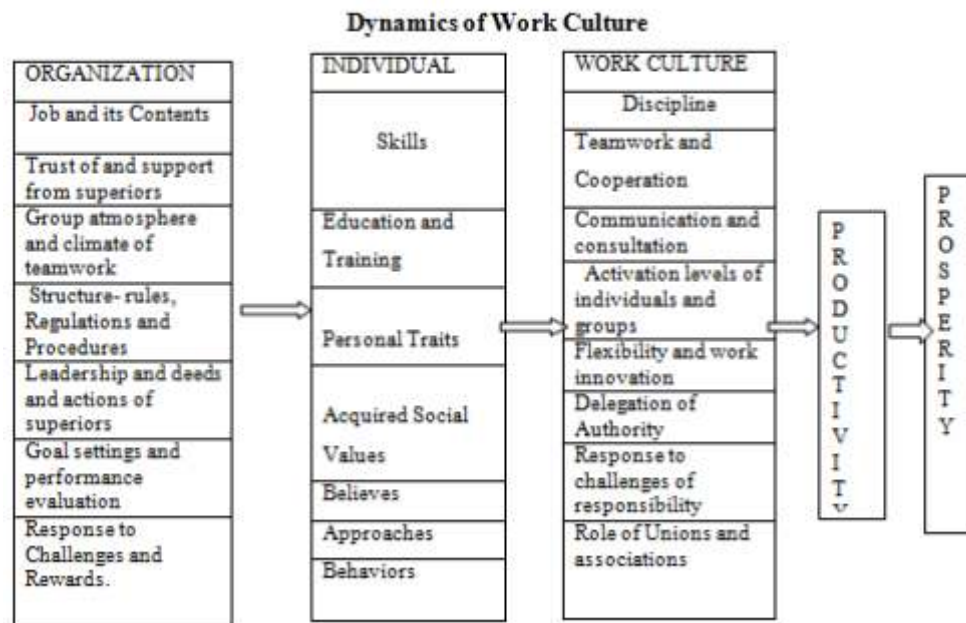 Dynamics of Work Culture
ORGANIZATION
Job and its Contents
Trust of and support
from superiors
Group atmosphere
and climate of
teamwork
Structure- rules,
Regulations and
Procedures
Leadership and deeds
and actions of
superiors
Goal settings and
performance
evaluation
Response to
Challenges and
Rewards.
INDIVIDUAL
Skills
Education and
Training
Personal Traits
Acquired Social
Values
Believes
Approaches
Behaviors
WORK CULTURE
Discipline
Teamwork and
Cooperation
Communication and
consultation
Activation levels of
individuals and
groups
Flexibility and work
innovation
Delegation of
Authority
Response to
challenges of
responsibility
Role of Unions and
associations
PRODUCTIVITY
PROSPERITY